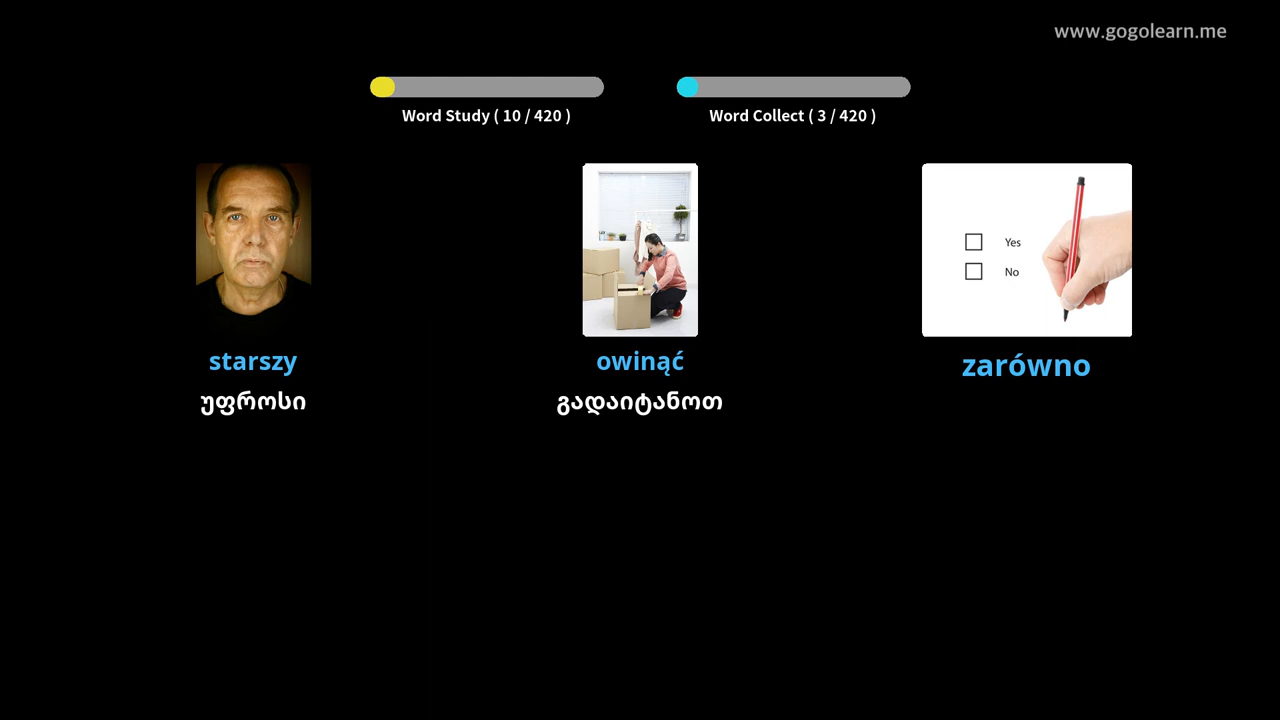 www.gogolearn.me
Word Study ( 10 / 420 )
Word Collect ( 3 / 420 )
Yes
No
starszy
owinąć
zarówno
უფროსი
გადაიტანოთ